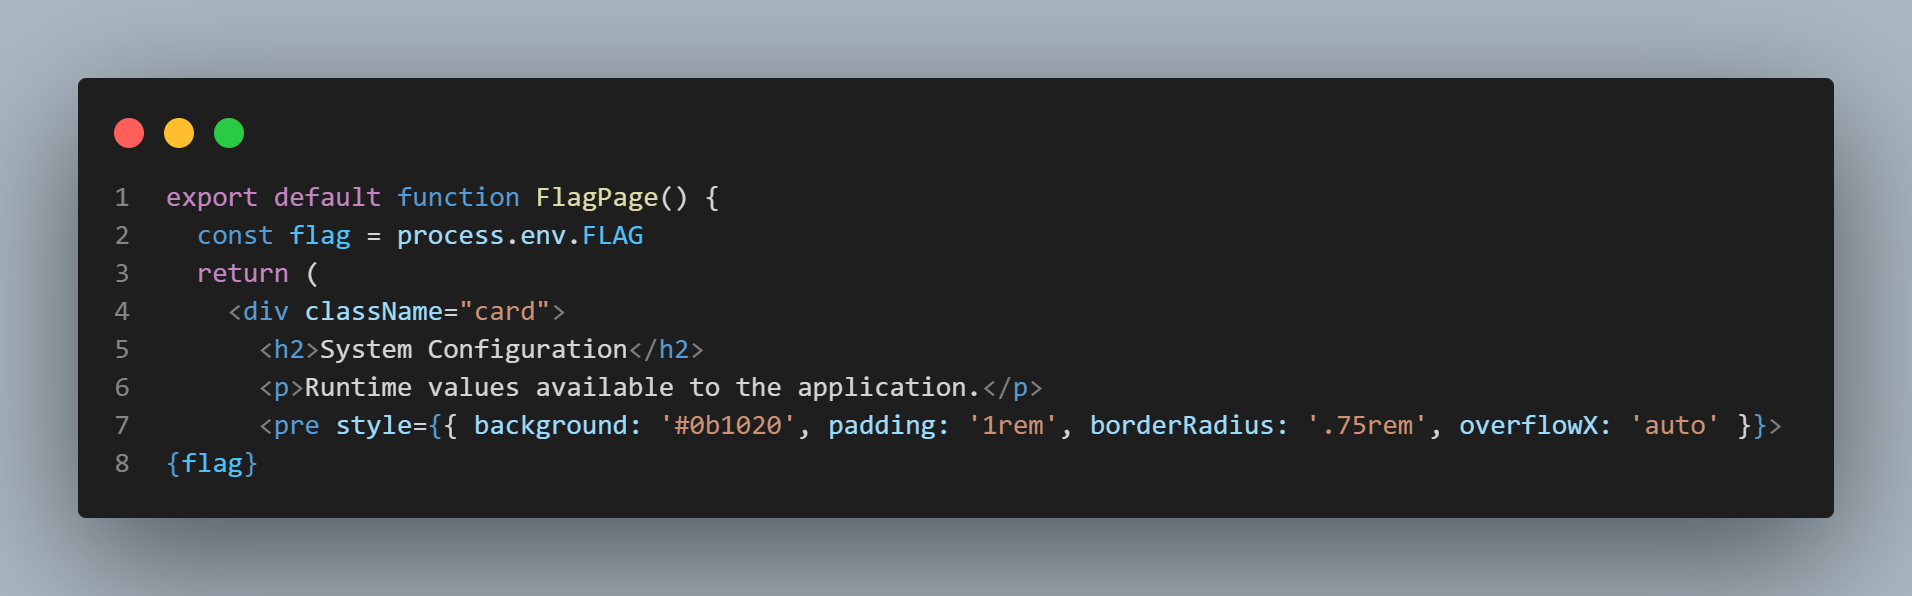 1 export default function FlagPage() {
2   const flag = process.env.FLAG
3   return (
4     <div className="card">
5       <h2>System Configuration</h2>
6       <p>Runtime values available to the application.</p>
7       <pre style={{ background: '#0b1020', padding: '1rem', borderRadius: '.75rem', overflowX: 'auto' }}>
8 {flag}